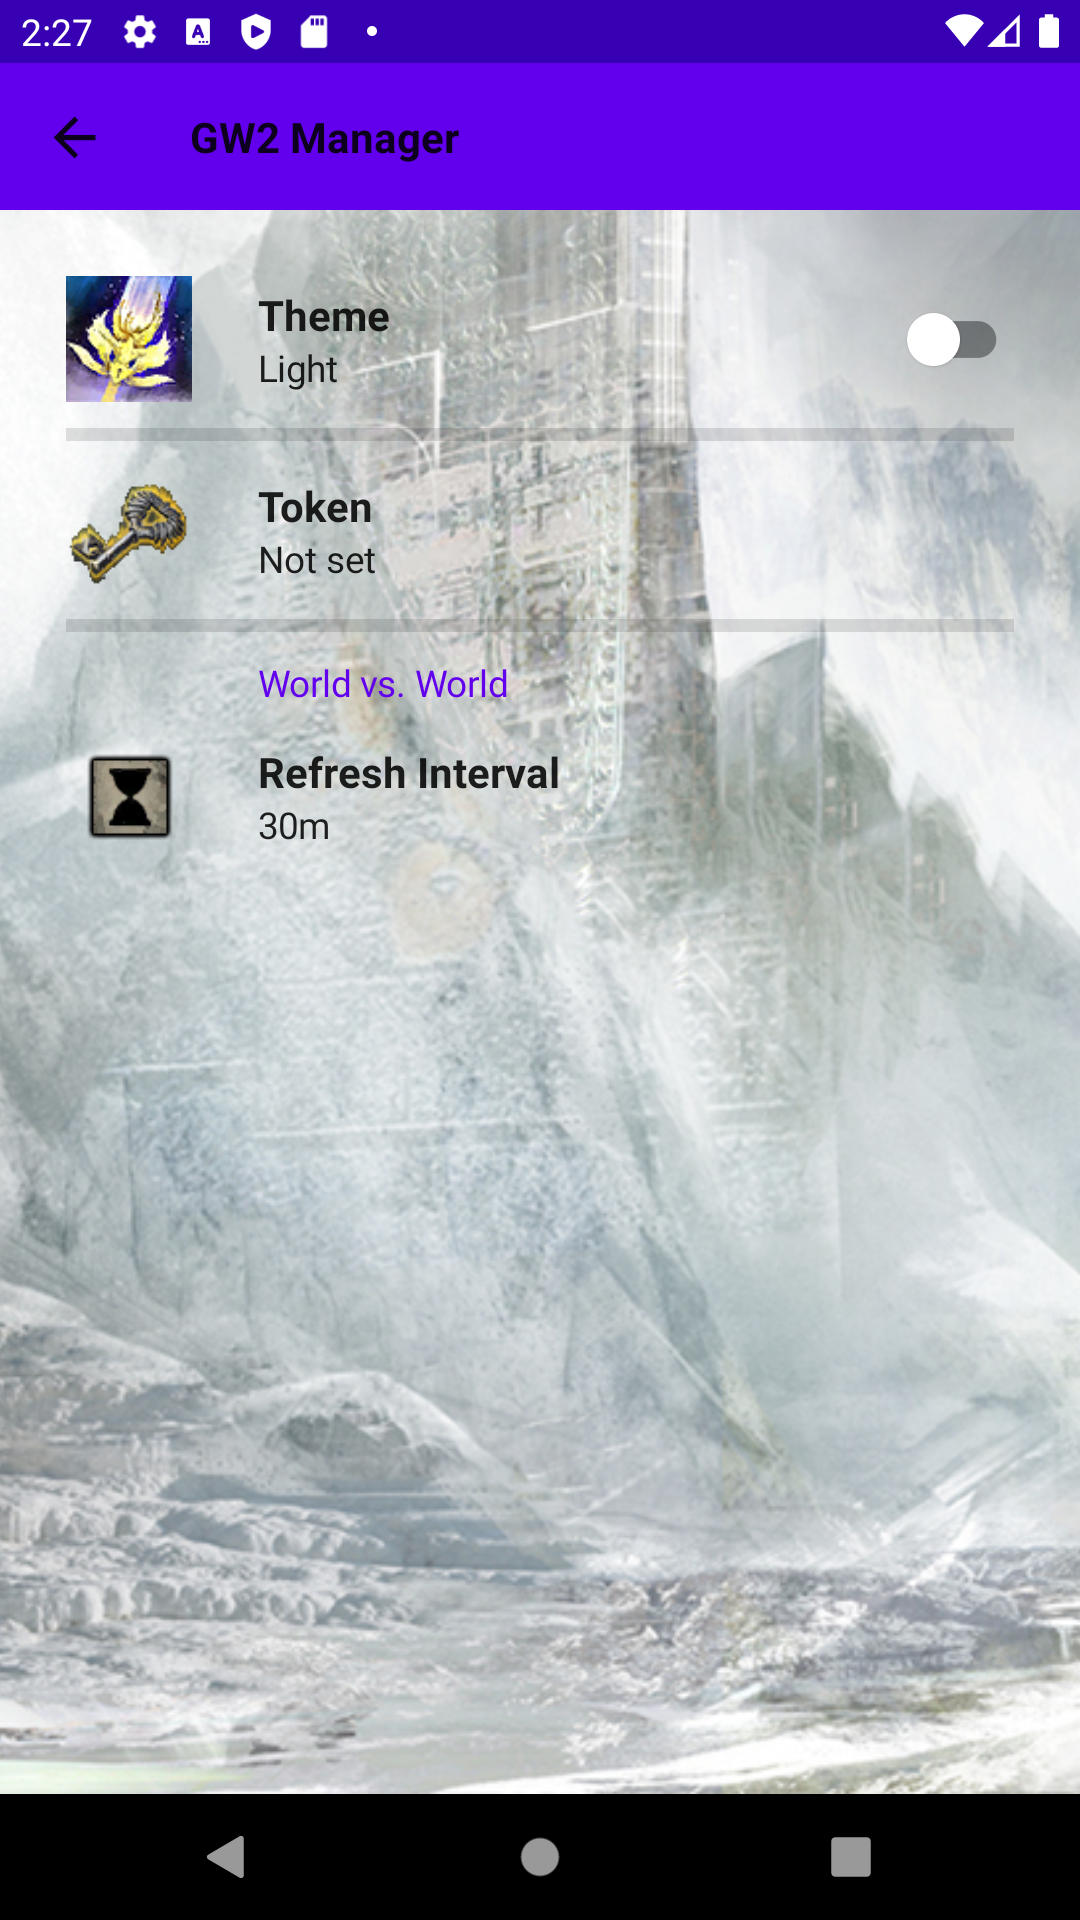 2:27
GW2 Manager
Theme
Light
Token
Not set
World vs. World
Refresh Interval
30m